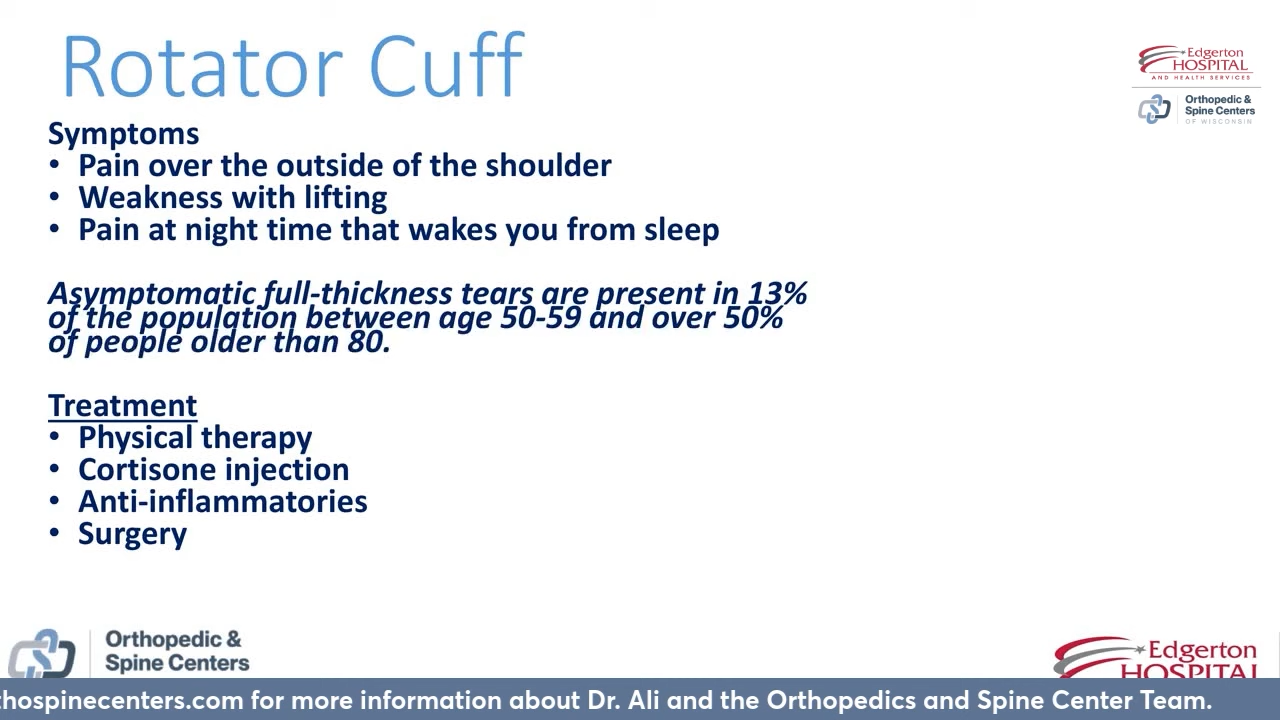 Rotator Cuff
Edgerton
HOSPITAL
AND HEALTH SERVICES
Orthopedic &
Spine Centers
OF WISCONSIN
Symptoms
• Pain over the outside of the shoulder
• Weakness with lifting
• Pain at night time that wakes you from sleep
Asymptomatic full-thickness tears are present in 13%
of the population between age 50-59 and over 50%
of people older than 80.
Treatment
• Physical therapy
• Cortisone injection
• Anti-inflammatories
• Surgery
Orthopedic &
Spine Centers
Edgerton
HOSPITAL
thospinecenters.com for more information about Dr. Ali and the Orthopedics and Spine Center Team.